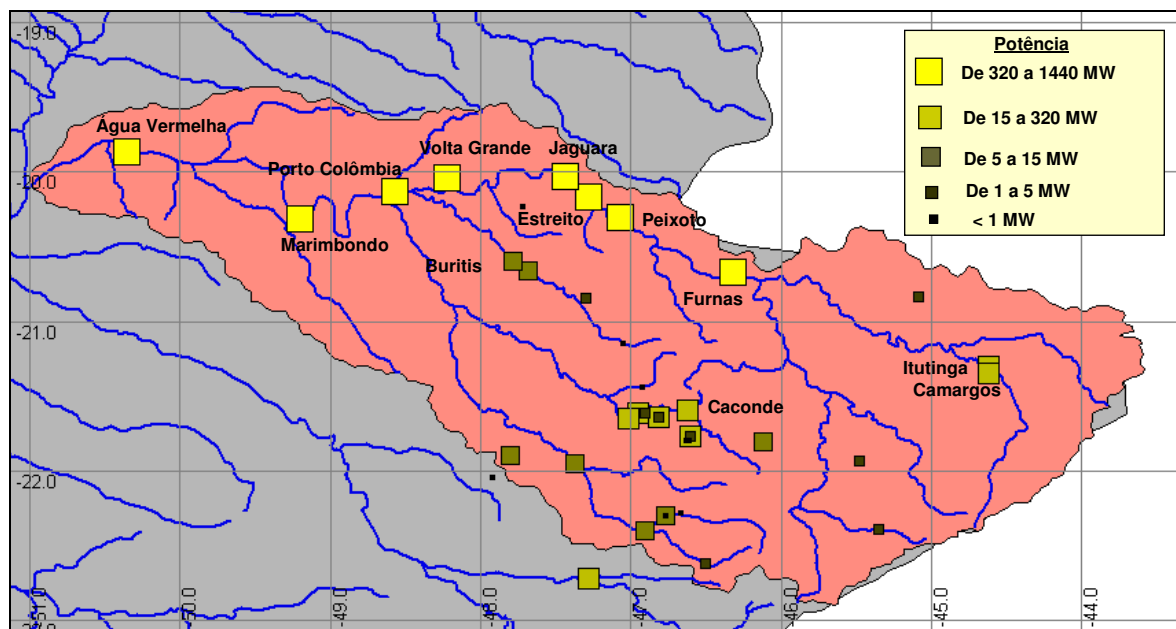 -19.0
Potência
De 320 a 1440 MW
De 15 a 320 MW
De 5 a 15 MW
De 1 a 5 MW
< 1 MW
Água Vermelha
Volta Grande
Jaguara
Porto Colômbia
-20.0
Estreito
Peixoto
Marimbondo
Buritis
Furnas
-21.0
Itutinga
Camargos
Caconde
-22.0
-50.0
-49.0
-48.0
-47.0
-46.0
-45.0
-44.0